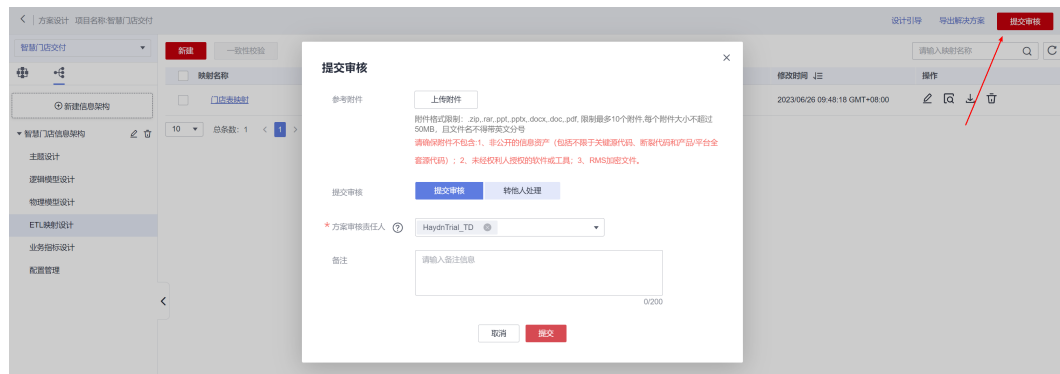 方案设计 项目名称:智慧门店交付
设计引导 导出解决方案 提交审核
智慧门店交付
新建 一致性校验
请输入映射名称
映射名称
修改时间
操作
新建信息架构
门店表映射
2023/06/26 09:48:18 GMT+08:00
10 总条数: 1 1
智慧门店信息架构
主题设计
逻辑模型设计
物理模型设计
ETL映射设计
业务指标设计
配置管理
提交审核
参考附件 上传附件
附件格式限制: .zip,.rar,.ppt,.pptx,.docx,.doc,.pdf, 限制最多10个附件,每个附件大小不超过
50MB, 且文件名不得带英文分号
请确保附件不包含:1、非公开的信息资产（包括不限于关键源代码、断裂代码和产品/平台全
套源代码）; 2、未经权利人授权的软件或工具; 3、RMS加密文件。
提交审核 提交审核 转他人处理
* 方案审核责任人 HaydnTrial_TD
备注 请输入备注信息
0/200
取消 提交